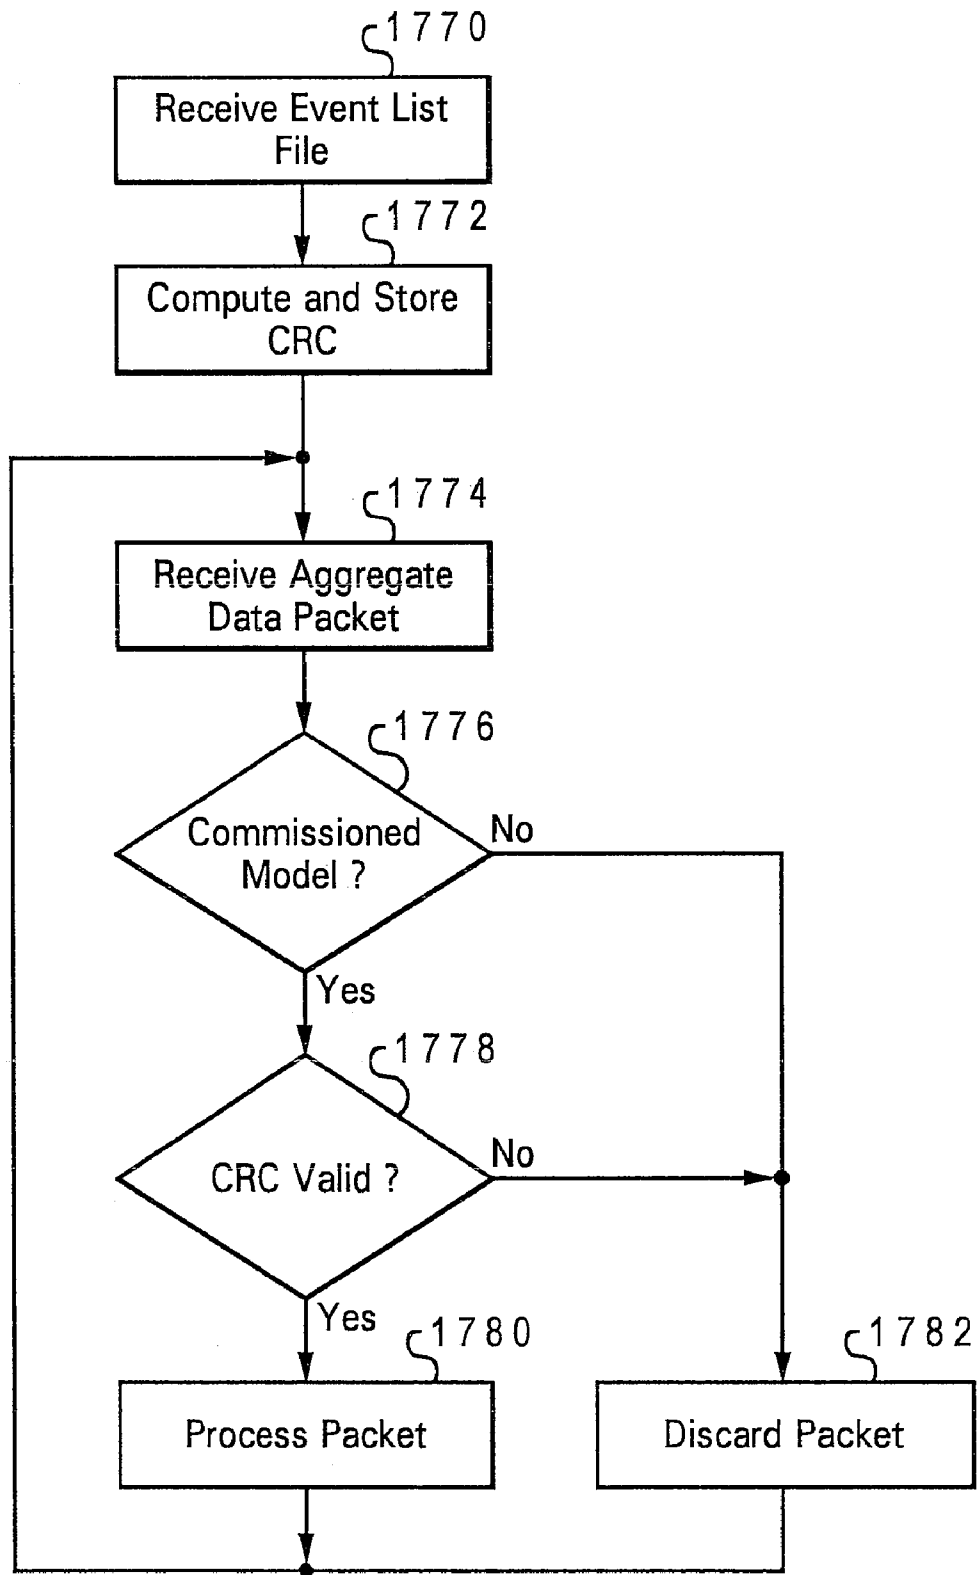 1770
Receive Event List
File
1772
Compute and Store
CRC
1774
Receive Aggregate
Data Packet
1776
Commissioned
Model ?
No
Yes
1778
CRC Valid ?
No
Yes
1780
Process Packet
1782
Discard Packet